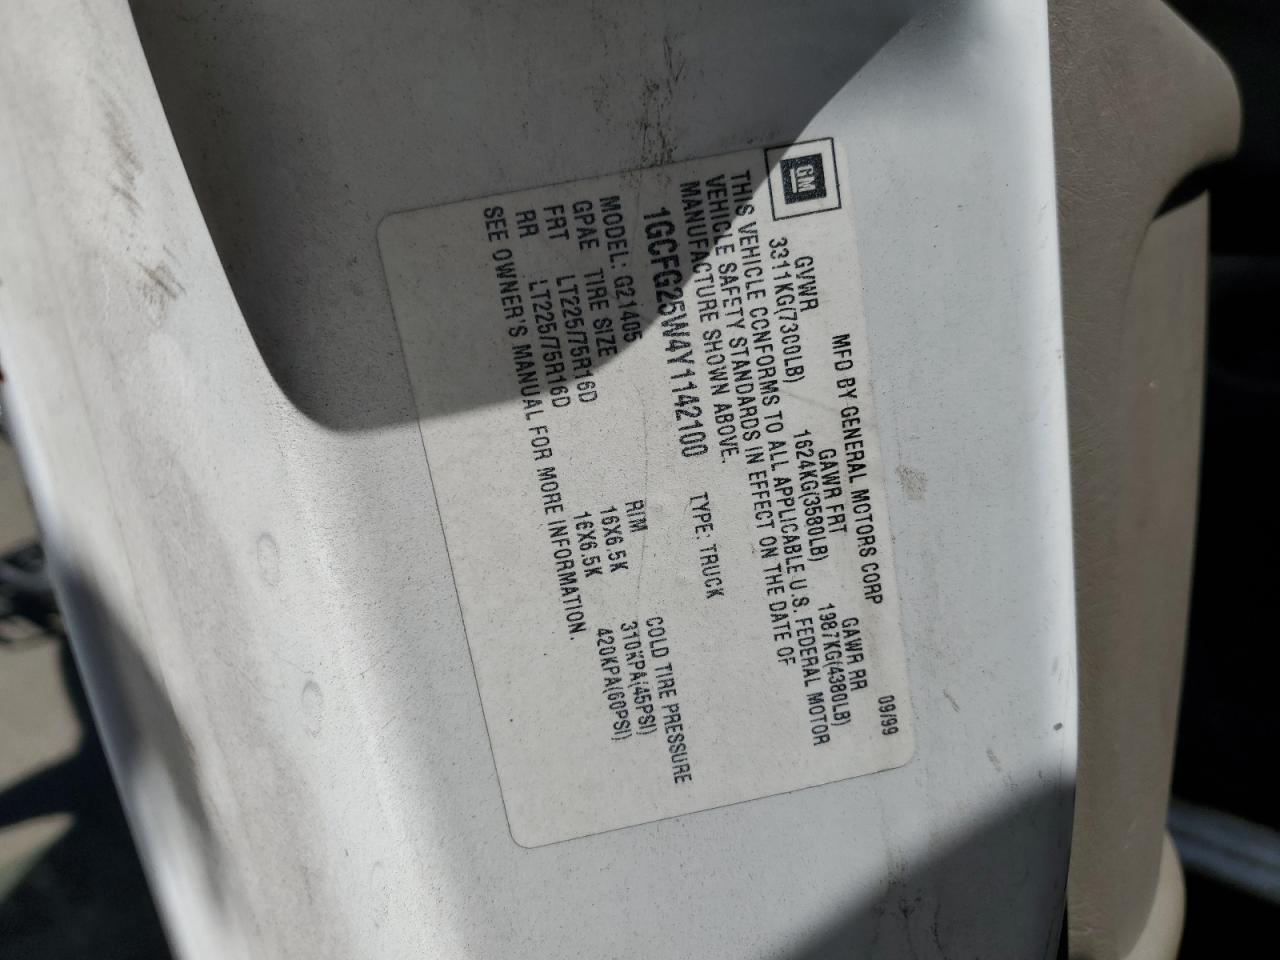 GM
MFD BY GENERAL MOTORS CORP 09/99
GVWR GAWR FRT GAWR RR
3311KG(7300LB) 1624KG(3580LB) 1987KG(4380LB)
THIS VEHICLE CONFORMS TO ALL APPLICABLE U.S. FEDERAL MOTOR
VEHICLE SAFETY STANDARDS IN EFFECT ON THE DATE OF
MANUFACTURE SHOWN ABOVE.
1GCFG25W4Y1142100 TYPE: TRUCK
MODEL: G21405
GPAE TIRE SIZE RIM COLD TIRE PRESSURE
FRT LT225/75R16D 16X6.5K 310KPA(45PSI)
RR LT225/75R16D 16X6.5K 420KPA(60PSI)
SEE OWNER'S MANUAL FOR MORE INFORMATION.